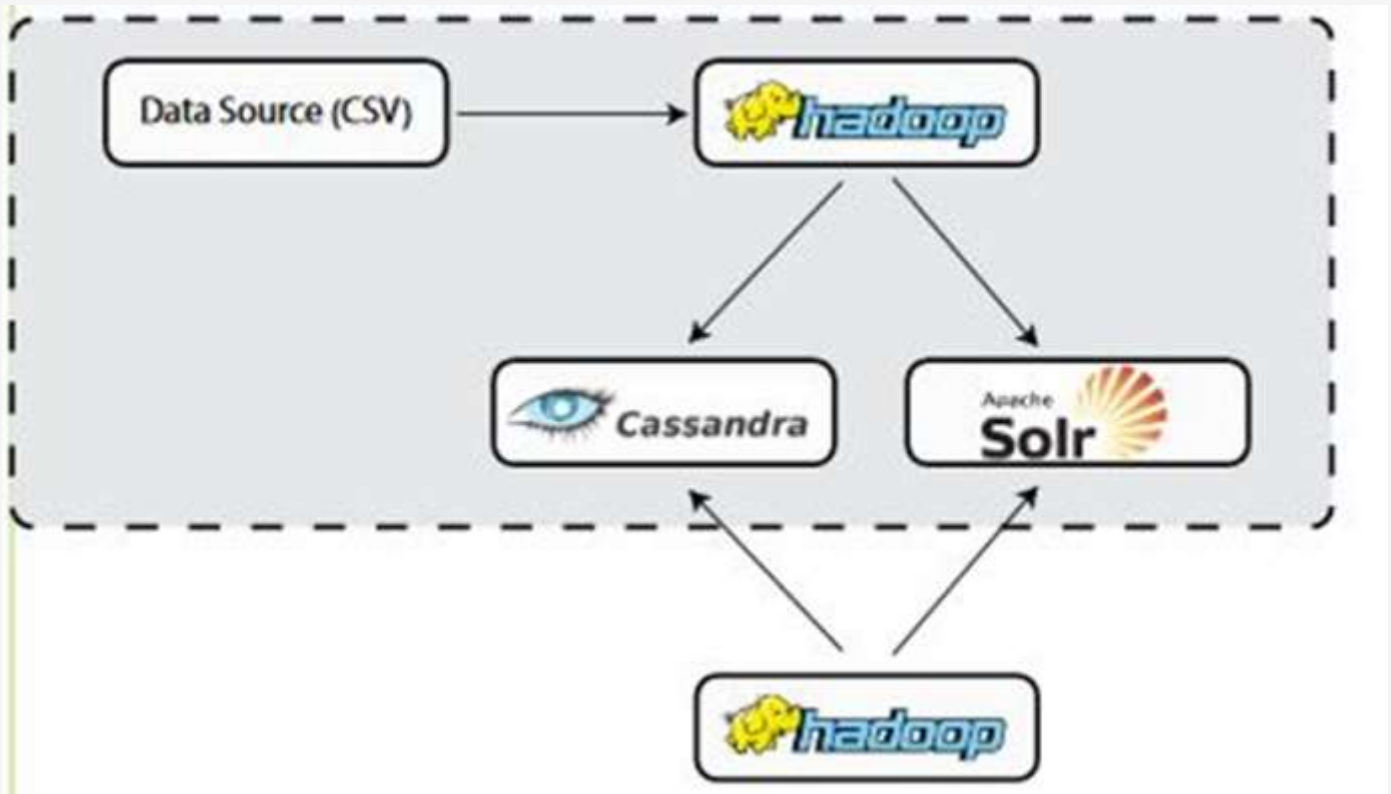 Data Source (CSV)
hadoop
Cassandra
Apache
Solr
hadoop